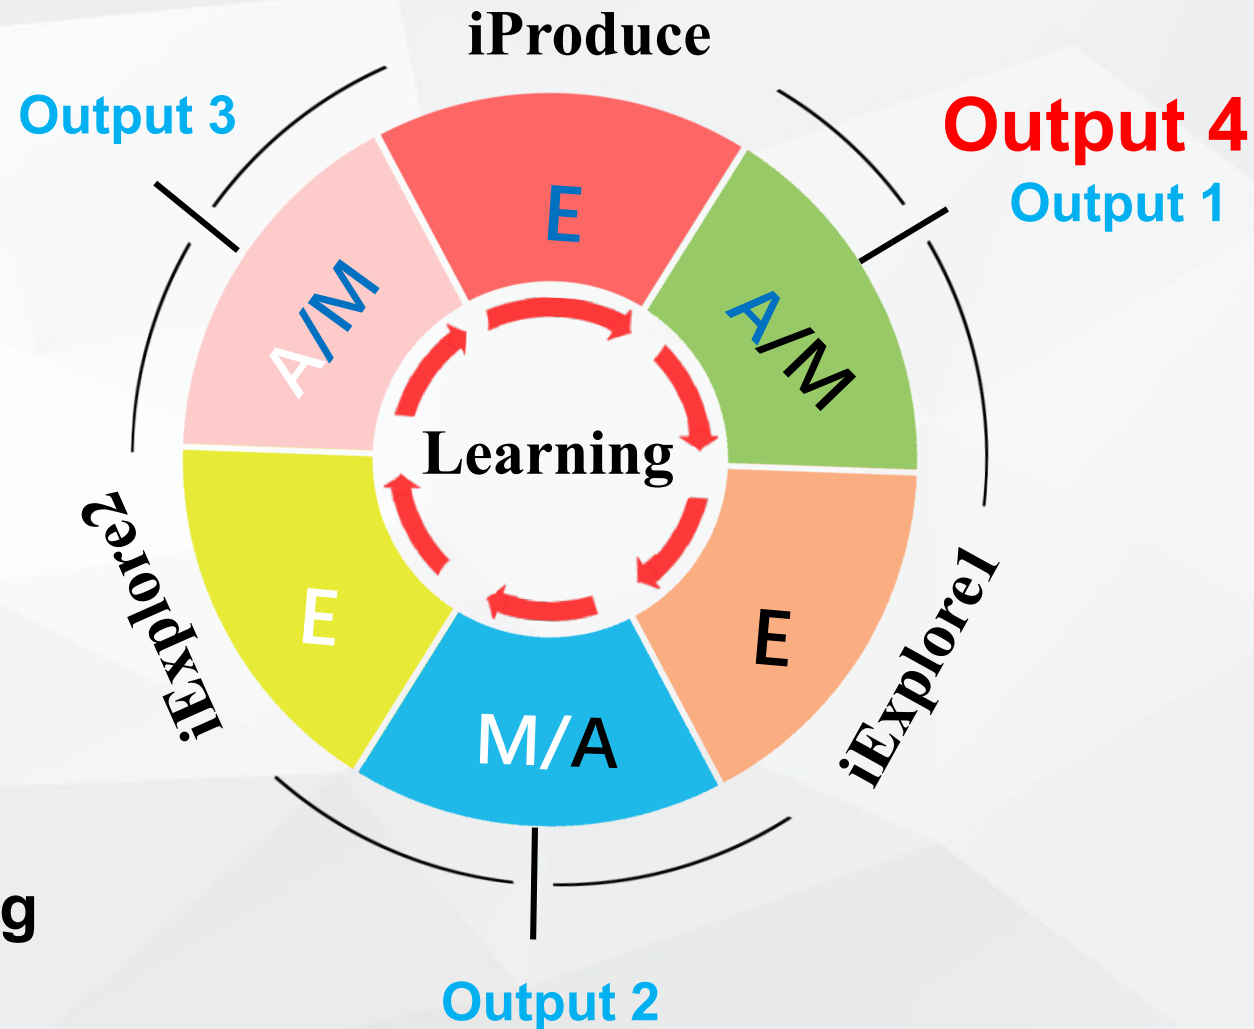 iProduce
Output 3
Output 4
Output 1
E
A/M
A/M
Learning
iExplore2
iExplore1
E
E
M/A
g
Output 2